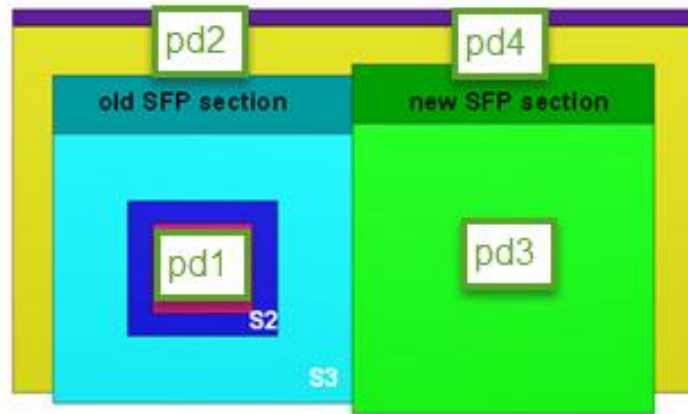 pd2
pd4
old SFP section
new SFP section
pd1
pd3
S2
S3